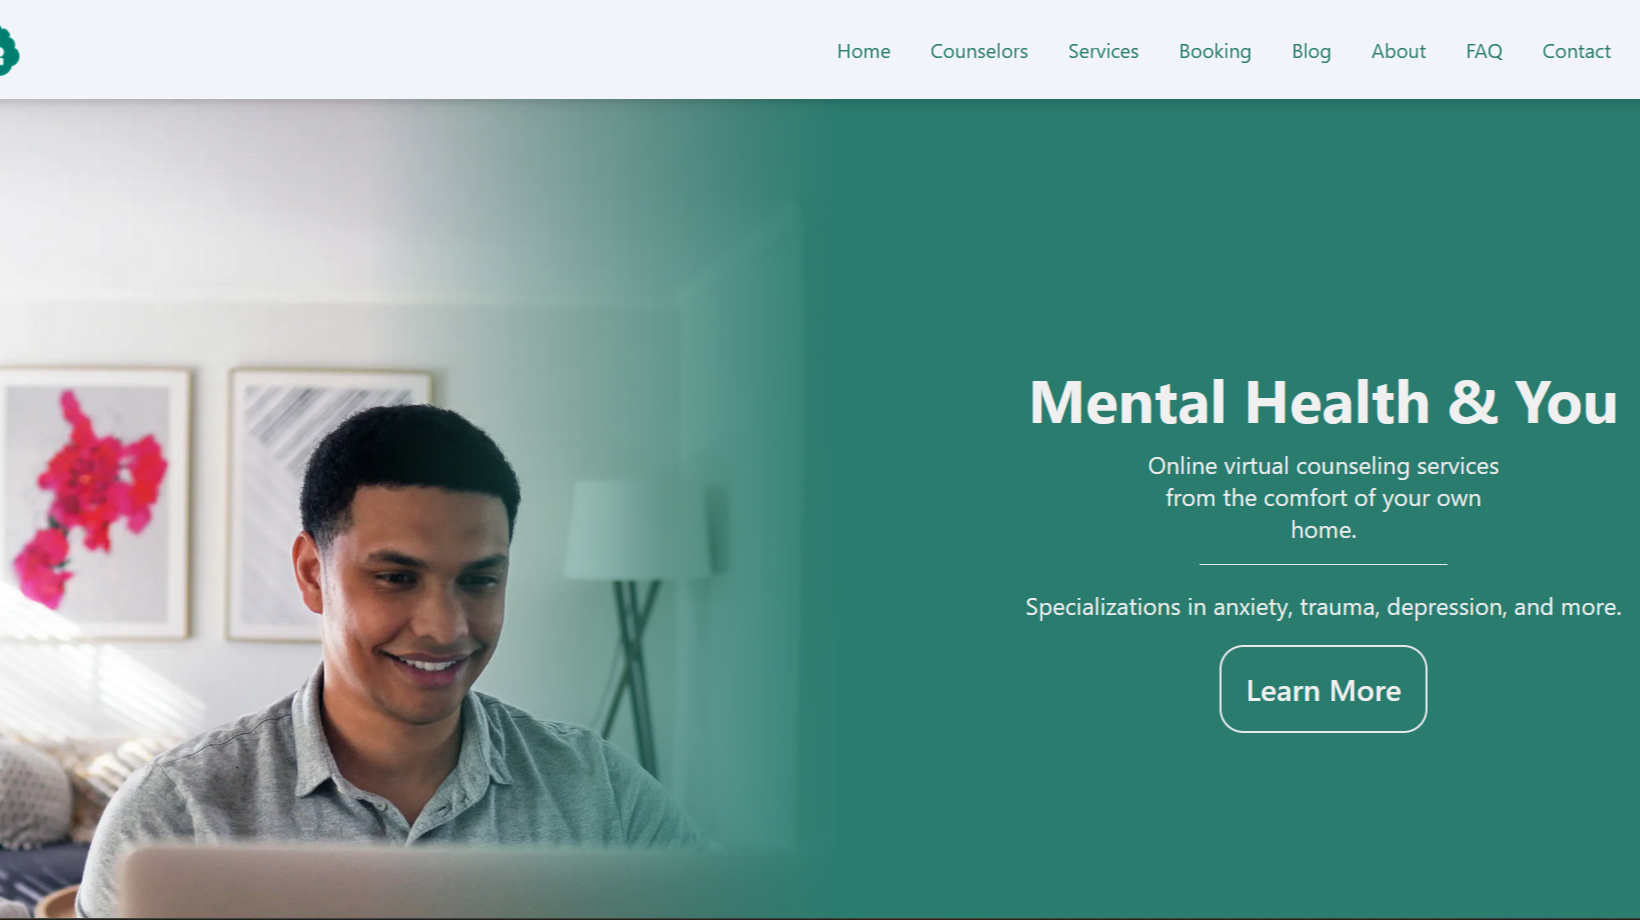 Home Counselors Services Booking Blog About FAQ Contact
Mental Health & You
Online virtual counseling services
from the comfort of your own
home.
Specializations in anxiety, trauma, depression, and more.
Learn More